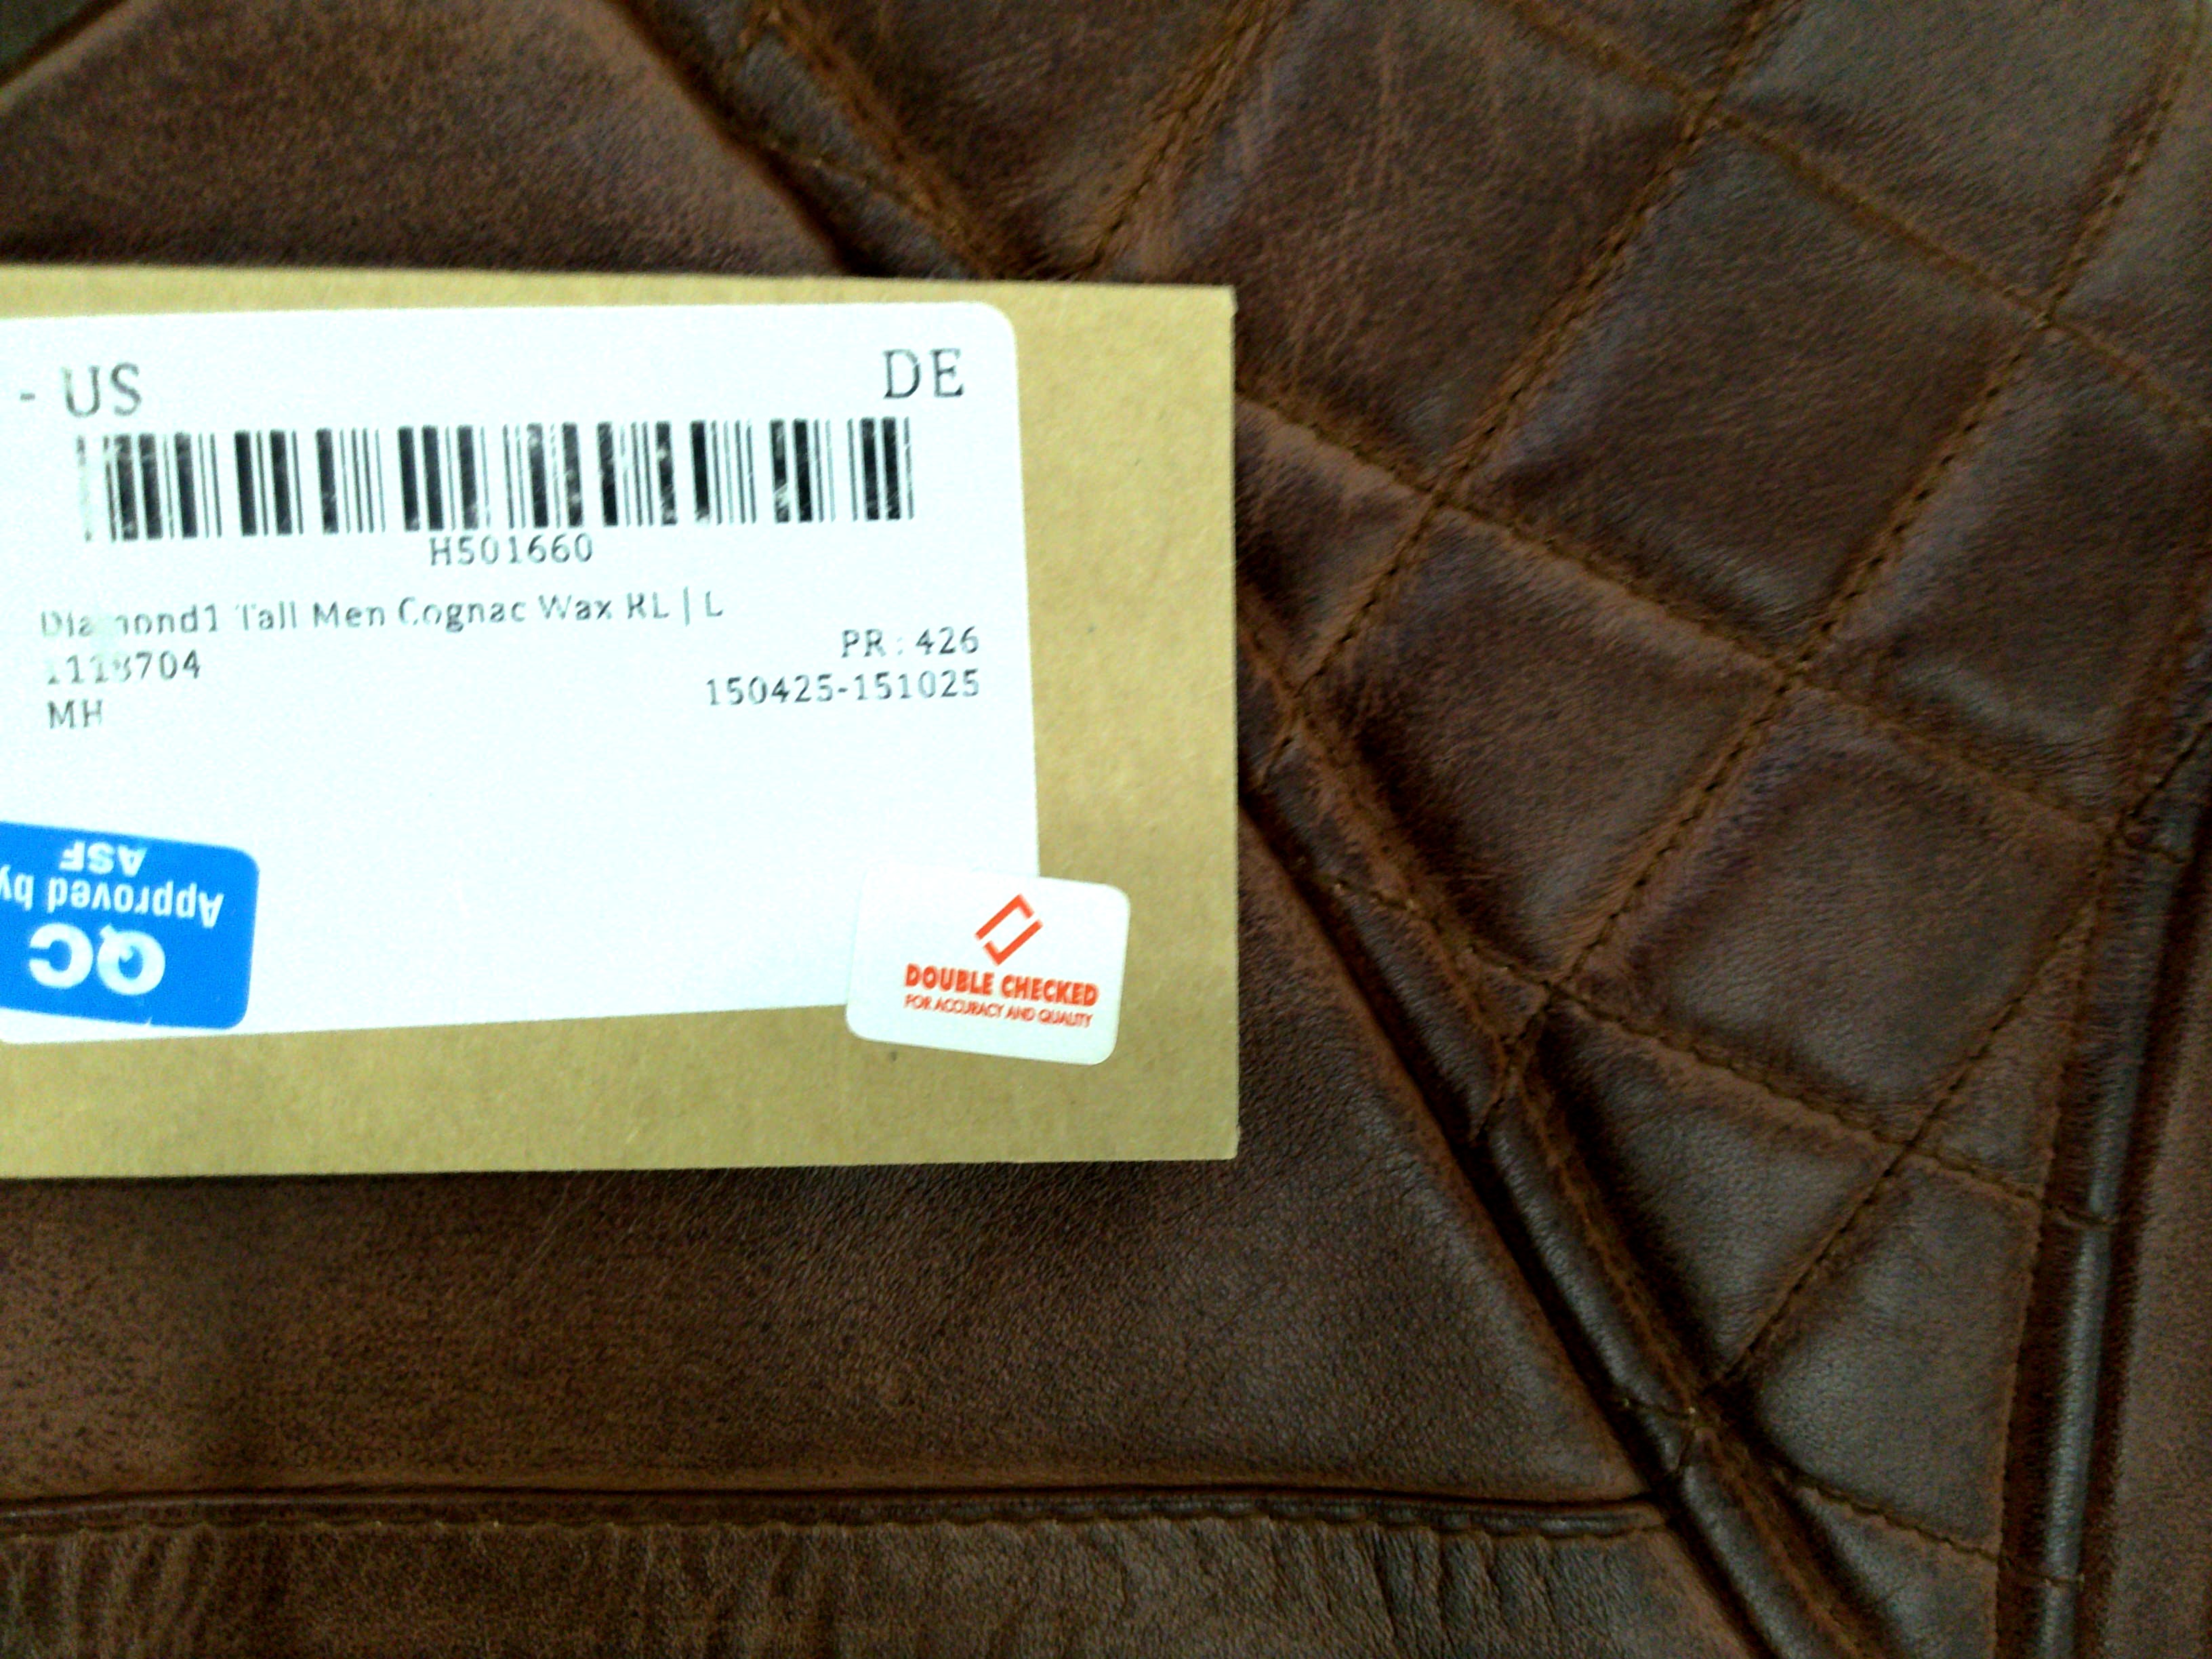 - US DE
H501660
Tall Men Cognac Wax RL | L
PR : 426
150425-151025
MH
QC
Approved by
ASF
DOUBLE CHECKED
FOR ACCURACY AND QUALITY